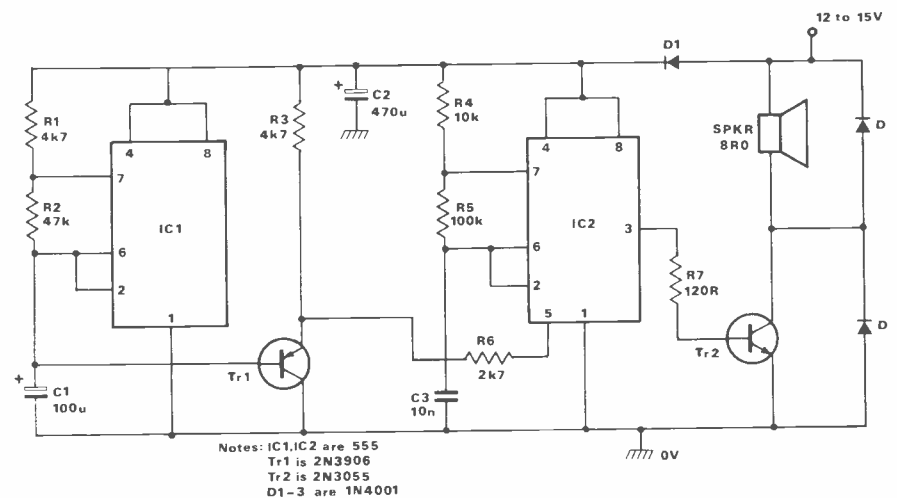 12 to 15V
D1
R1
4k7
R3
4k7
+
C2
470u
R4
10k
SPKR
8R0
D
4
8
4
8
7
7
R2
47k
IC1
R5
100k
IC2
3
6
6
2
2
R7
120R
1
5
1
R6
2k7
Tr1
Tr2
D
+
C1
100u
C3
10n
0V
Notes: IC1,IC2 are 555
Tr1 is 2N3906
Tr2 is 2N3055
D1-3 are 1N4001